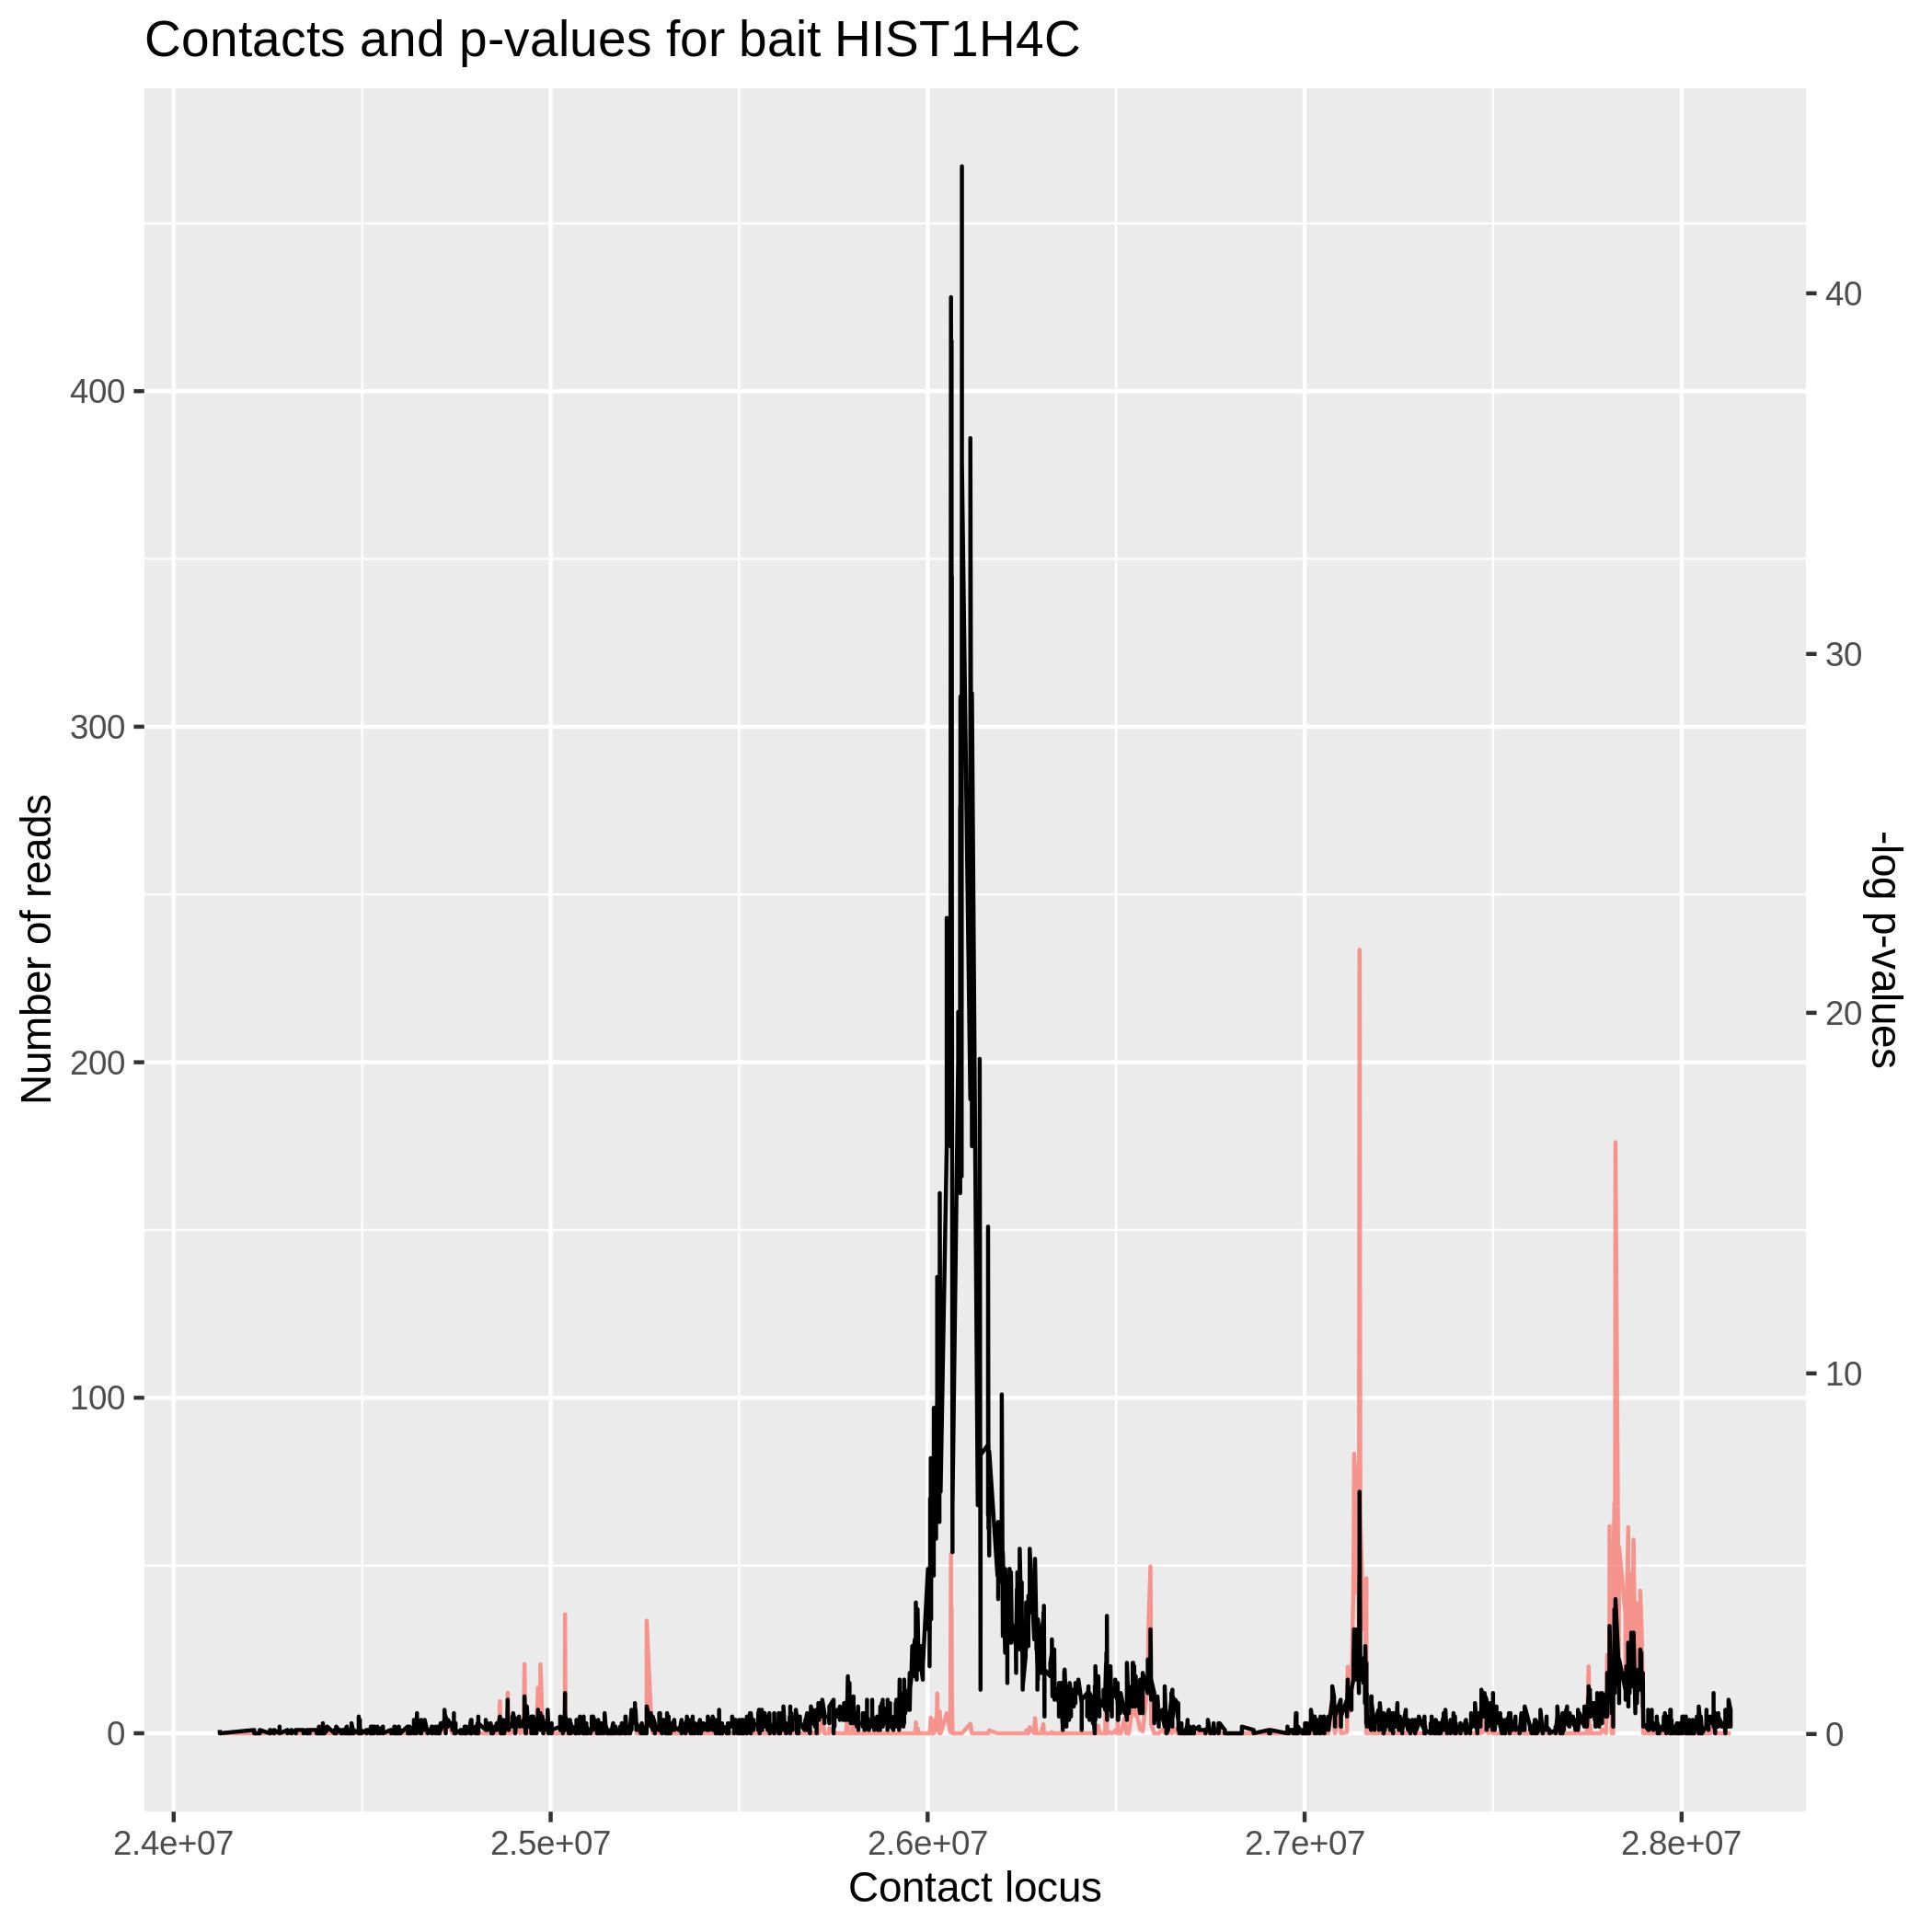 Contacts and p-values for bait HIST1H4C
Number of reads
400
300
200
100
0
40
30
20
10
0
-log p-values
2.4e+07 2.5e+07 2.6e+07 2.7e+07 2.8e+07
Contact locus